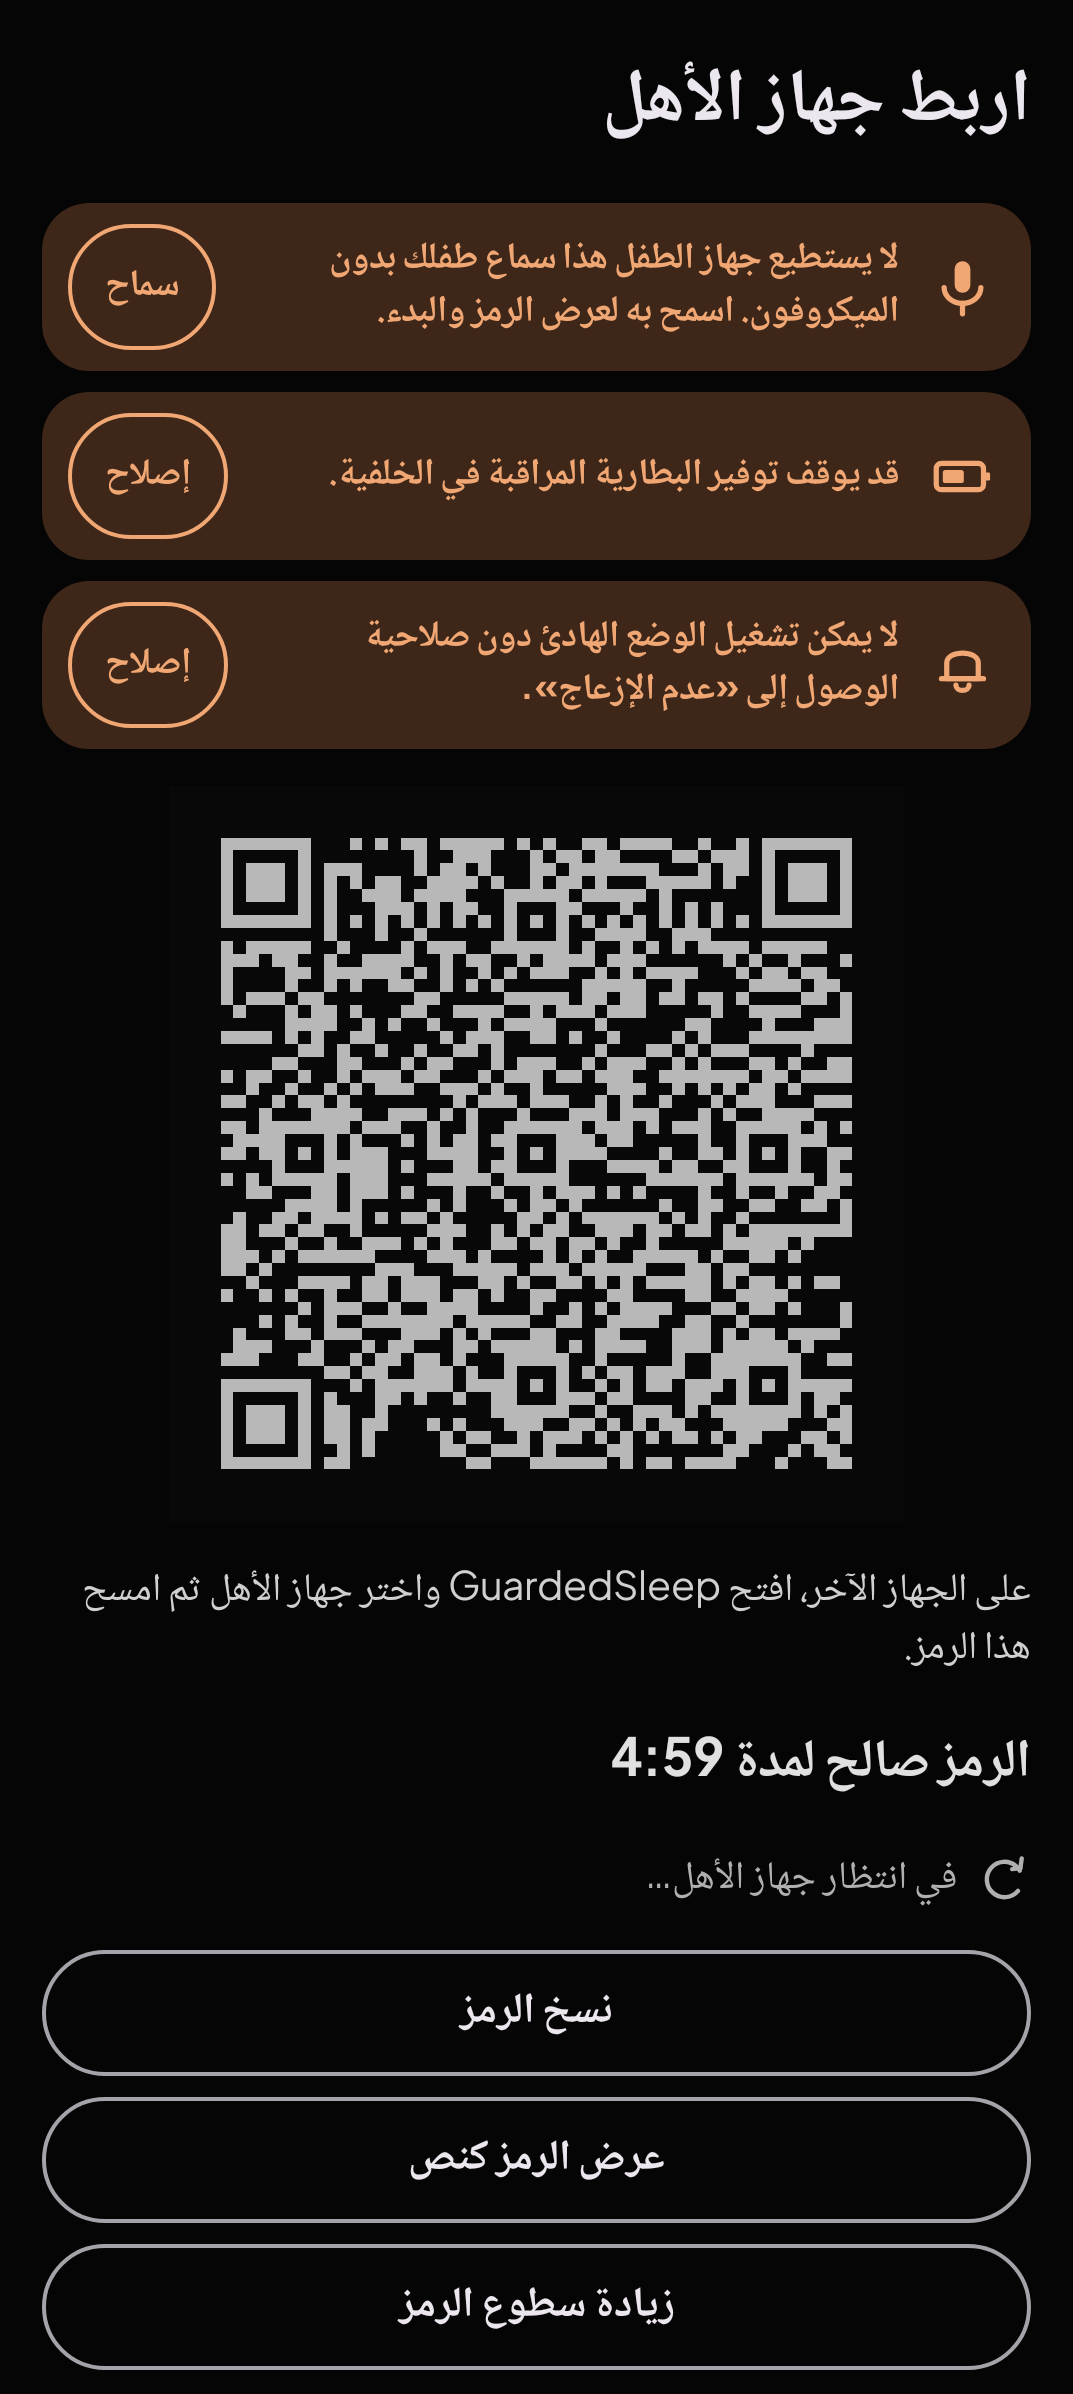 اربط جهاز الأهل
لا يستطيع جهاز الطفل هذا سماع طفلك بدون
الميكروفون. اسمح به لعرض الرمز والبدء.
سماح
قد يوقف توفير البطارية المراقبة في الخلفية.
إصلاح
لا يمكن تشغيل الوضع الهادئ دون صلاحية
الوصول إلى «عدم الإزعاج».
إصلاح
على الجهاز الآخر، افتح GuardedSleep واختر جهاز الأهل ثم امسح
هذا الرمز.
الرمز صالح لمدة 4:59
في انتظار جهاز الأهل...
نسخ الرمز
عرض الرمز كنص
زيادة سطوع الرمز